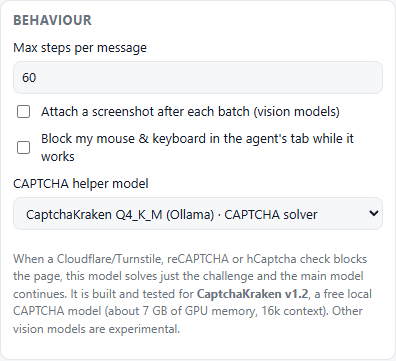 BEHAVIOUR
Max steps per message
60
Attach a screenshot after each batch (vision models)
Block my mouse & keyboard in the agent's tab while it
works
CAPTCHA helper model
CaptchaKraken Q4_K_M (Ollama) · CAPTCHA solver
When a Cloudflare/Turnstile, reCAPTCHA or hCaptcha check blocks
the page, this model solves just the challenge and the main model
continues. It is built and tested for CaptchaKraken v1.2, a free local
CAPTCHA model (about 7 GB of GPU memory, 16k context). Other
vision models are experimental.